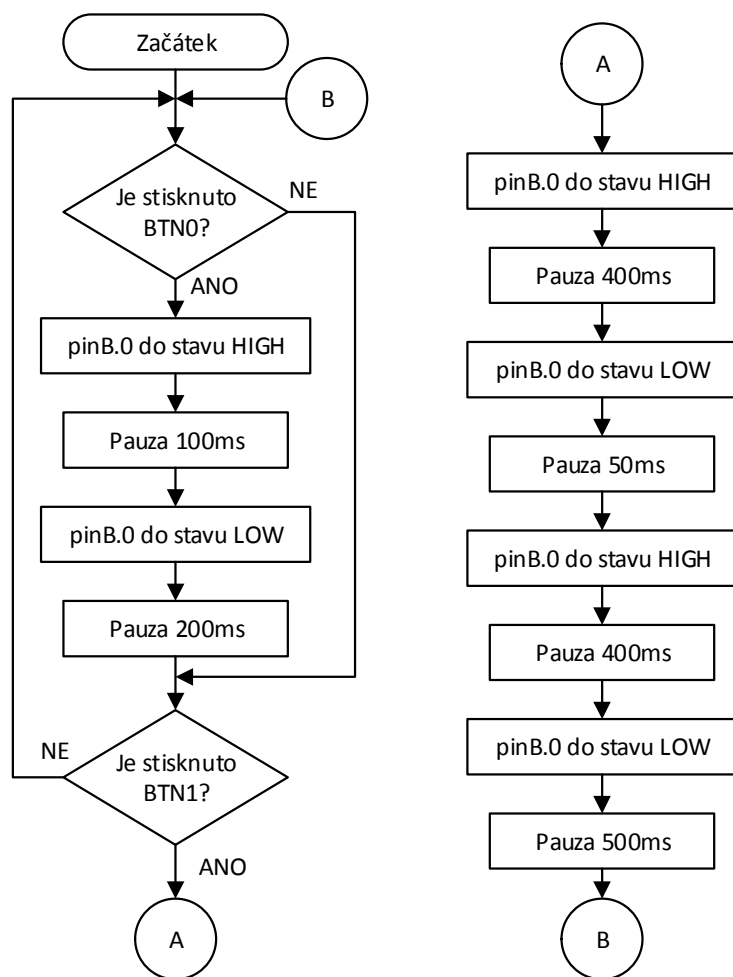 Začátek
B
Je stisknuto
BTN0?
NE
ANO
pinB.0 do stavu HIGH
Pauza 100ms
pinB.0 do stavu LOW
Pauza 200ms
NE
Je stisknuto
BTN1?
ANO
A
A
pinB.0 do stavu HIGH
Pauza 400ms
pinB.0 do stavu LOW
Pauza 50ms
pinB.0 do stavu HIGH
Pauza 400ms
pinB.0 do stavu LOW
Pauza 500ms
B